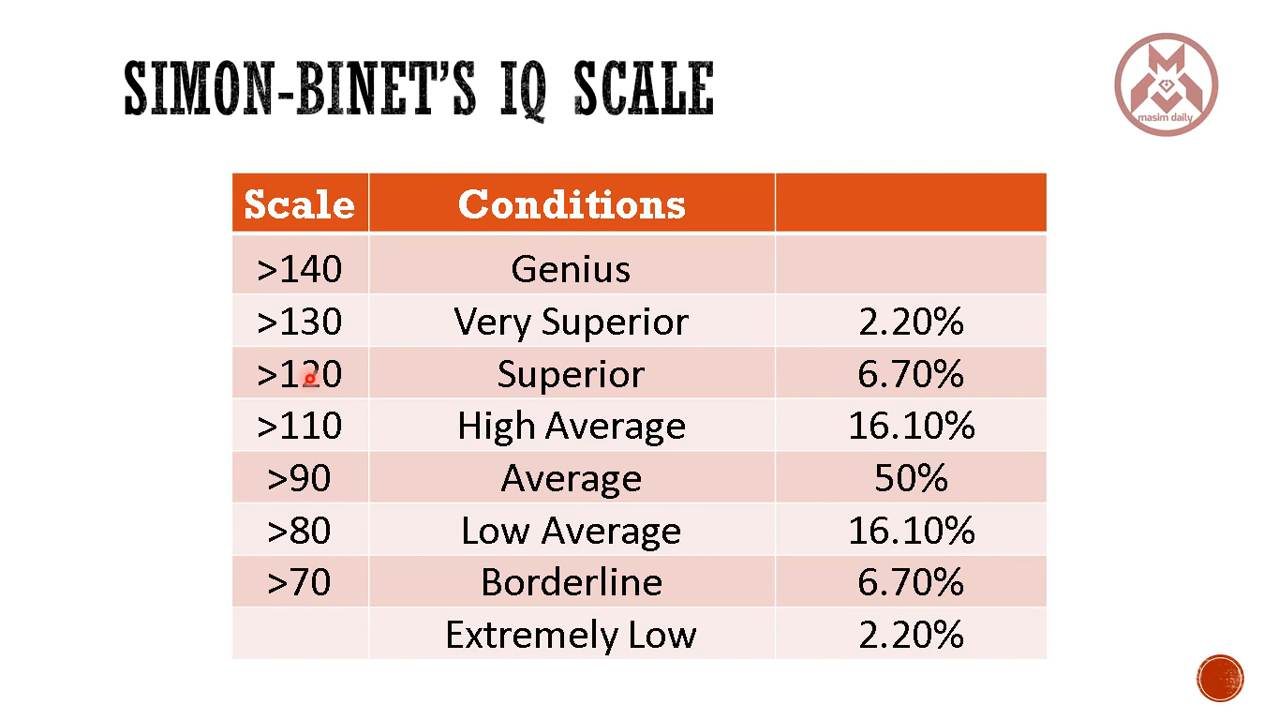 SIMON-BINET'S IQ SCALE
masim daily
Scale Conditions
>140 Genius
>130 Very Superior 2.20%
>120 Superior 6.70%
>110 High Average 16.10%
>90 Average 50%
>80 Low Average 16.10%
>70 Borderline 6.70%
Extremely Low 2.20%